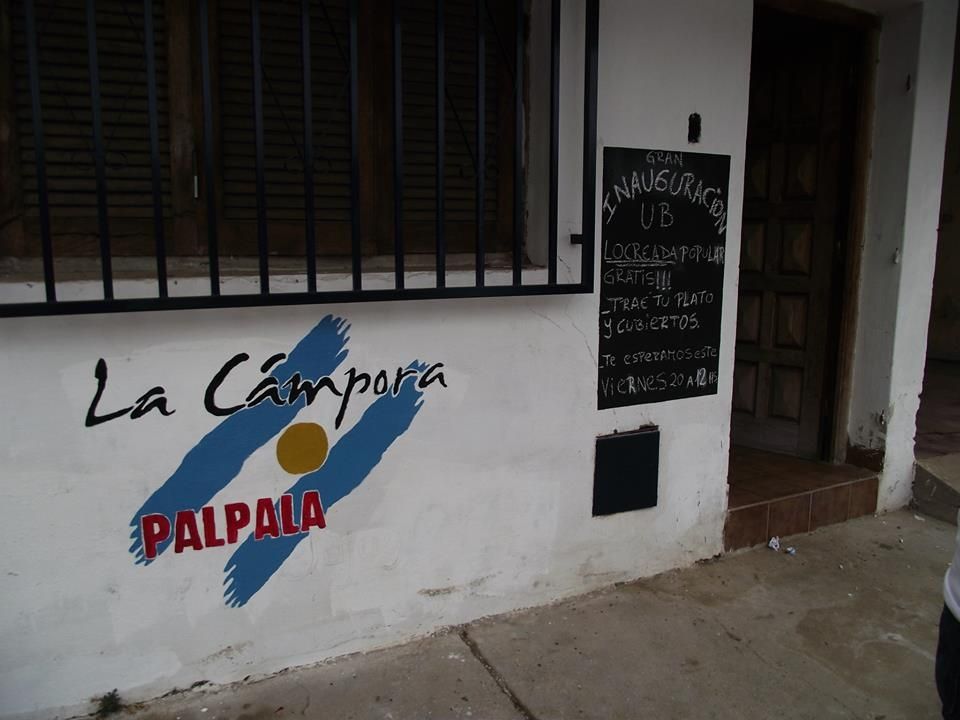 La Cámpora
PALPALA
GRAN
INAUGURACIÓN
UB
LOCREADA POPULAR
GRATIS!!!
_TRAE TU PLATO
Y CUBIERTOS.
_Te esperamos este
Viernes 20 A 12 HS